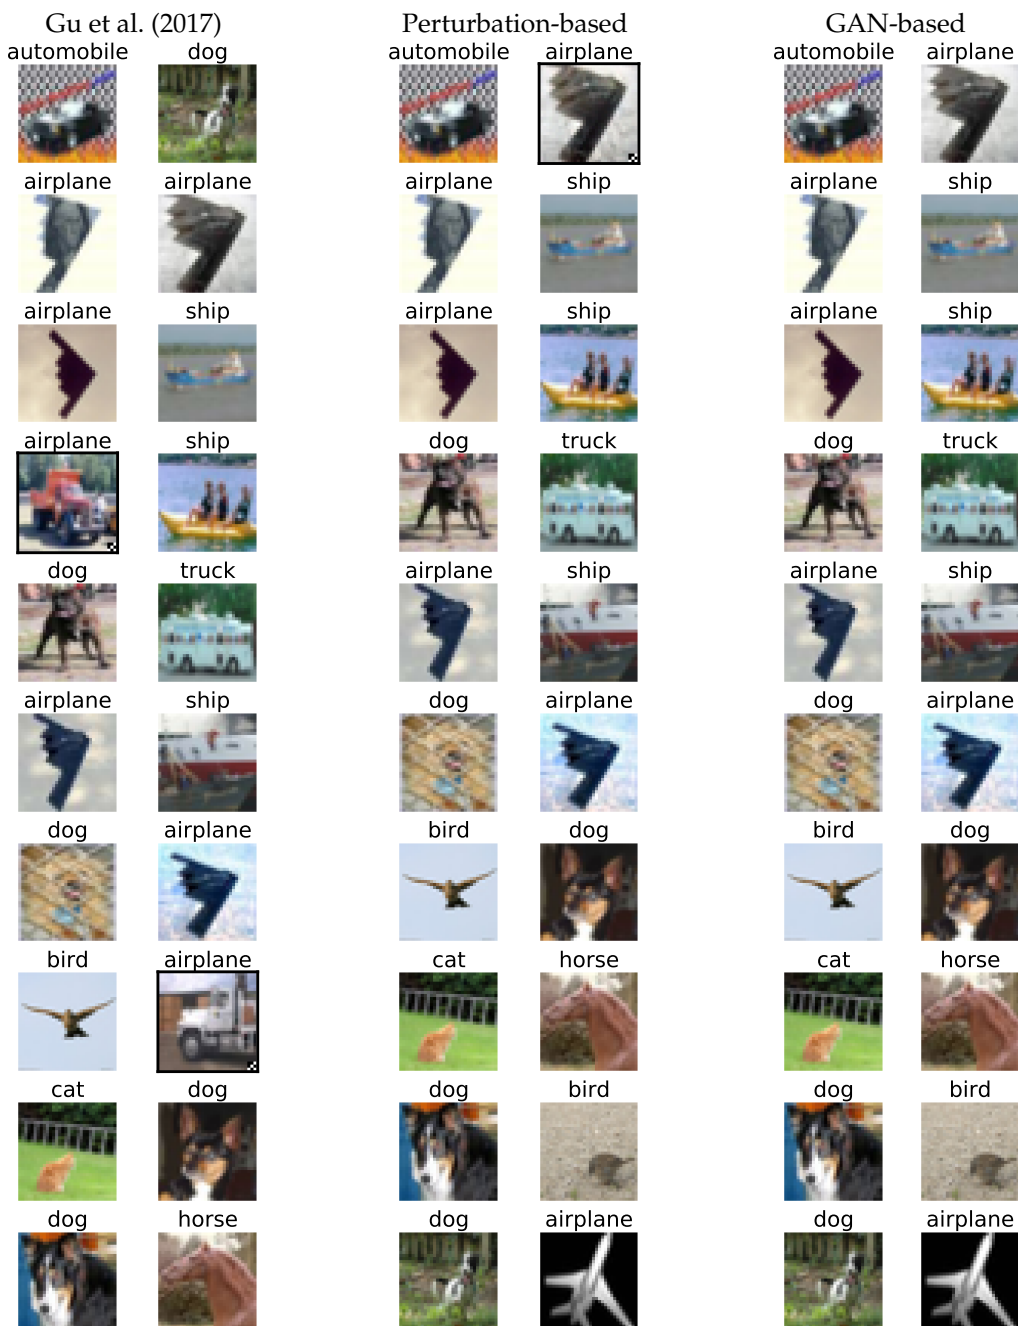 Gu et al. (2017) Perturbation-based GAN-based
automobile dog automobile airplane automobile airplane
airplane airplane airplane ship airplane ship
airplane ship airplane ship airplane ship
airplane ship dog truck dog truck
dog truck airplane ship airplane ship
airplane ship dog airplane dog airplane
dog airplane bird dog bird dog
bird airplane cat horse cat horse
cat dog dog bird dog bird
dog horse dog airplane dog airplane